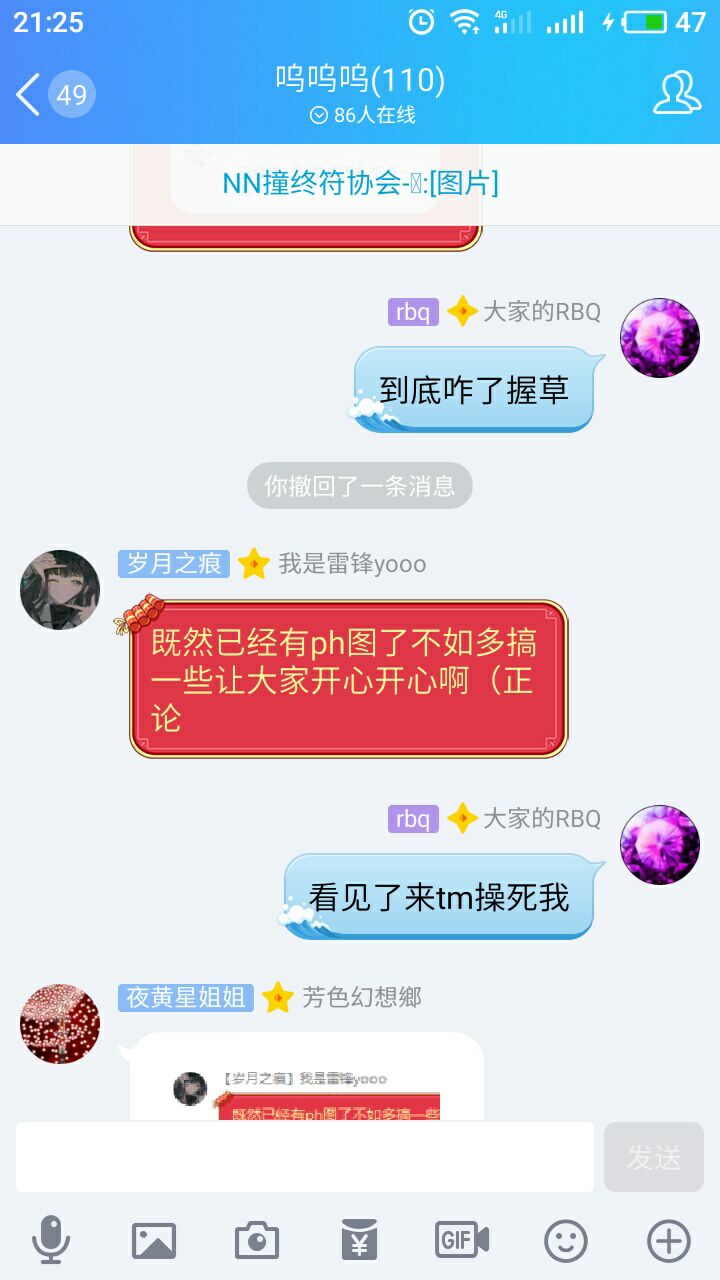 21:25
4G
47
49
呜呜呜(110)
86人在线
NN撞终符协会-:[图片]
rbq 大家的RBQ
到底咋了握草
你撤回了一条消息
岁月之痕 我是雷锋yooo
既然已经有ph图了不如多搞
一些让大家开心开心啊（正
论
rbq 大家的RBQ
看见了来tm操死我
夜黄星姐姐 芳色幻想鄉
【岁月之痕】我是雷锋yooo
既然已经有ph图了不如多搞一些
发送
GIF